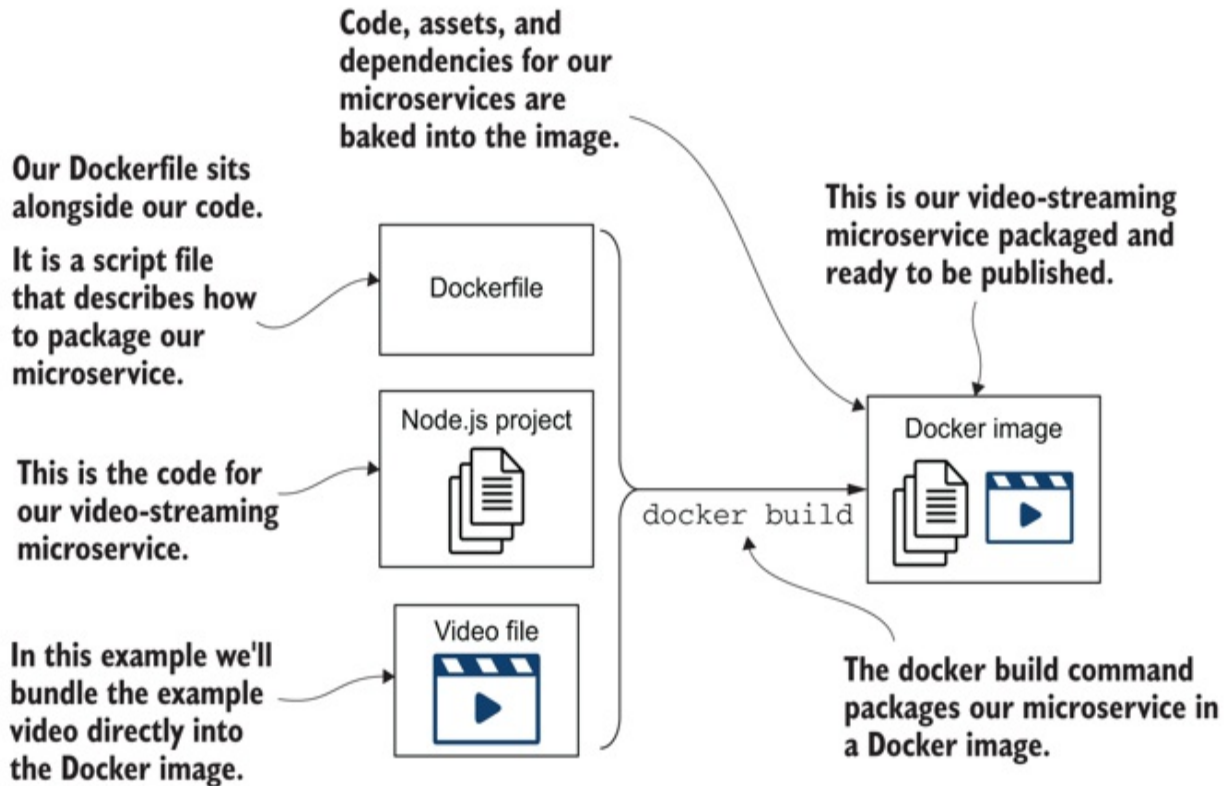 Code, assets, and
dependencies for our
microservices are
baked into the image.
Our Dockerfile sits
alongside our code.
It is a script file
that describes how
to package our
microservice.
Dockerfile
This is our video-streaming
microservice packaged and
ready to be published.
Node.js project
Docker image
This is the code for
our video-streaming
microservice.
docker build
Video file
In this example we'll
bundle the example
video directly into
the Docker image.
The docker build command
packages our microservice in
a Docker image.